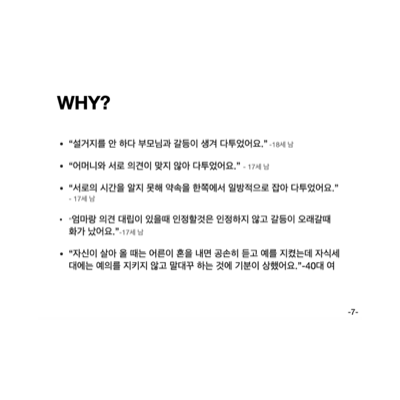 WHY?
• "설거지를 안 하다 부모님과 갈등이 생겨 다투었어요." -18세 남
• "어머니와 서로 의견이 맞지 않아 다투었어요." - 17세 남
• "서로의 시간을 알지 못해 약속을 한쪽에서 일방적으로 잡아 다투었어요."
- 17세 남
• "엄마랑 의견 대립이 있을때 인정할것은 인정하지 않고 갈등이 오래갈때
화가 났어요."-17세 남
• "자신이 살아 올 때는 어른이 혼을 내면 공손히 듣고 예를 지켰는데 자식세
대에는 예의를 지키지 않고 말대꾸 하는 것에 기분이 상했어요."-40대 여
-7-